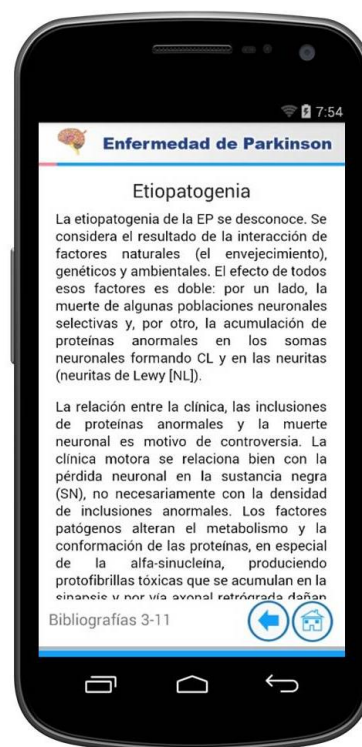 7:54
Enfermedad de Parkinson
Etiopatogenia
La etiopatogenia de la EP se desconoce. Se
considera el resultado de la interacción de
factores naturales (el envejecimiento),
genéticos y ambientales. El efecto de todos
esos factores es doble: por un lado, la
muerte de algunas poblaciones neuronales
selectivas y, por otro, la acumulación de
proteínas anormales en los somas
neuronales formando CL y en las neuritas
(neuritas de Lewy [NL]).
La relación entre la clínica, las inclusiones
de proteínas anormales y la muerte
neuronal es motivo de controversia. La
clínica motora se relaciona bien con la
pérdida neuronal en la sustancia negra
(SN), no necesariamente con la densidad
de inclusiones anormales. Los factores
patógenos alteran el metabolismo y la
conformación de las proteínas, en especial
de la alfa-sinucleína, produciendo
protofibrillas tóxicas que se acumulan en la
sinapsis y por vía axonal retrógrada dañan
Bibliografías 3-11